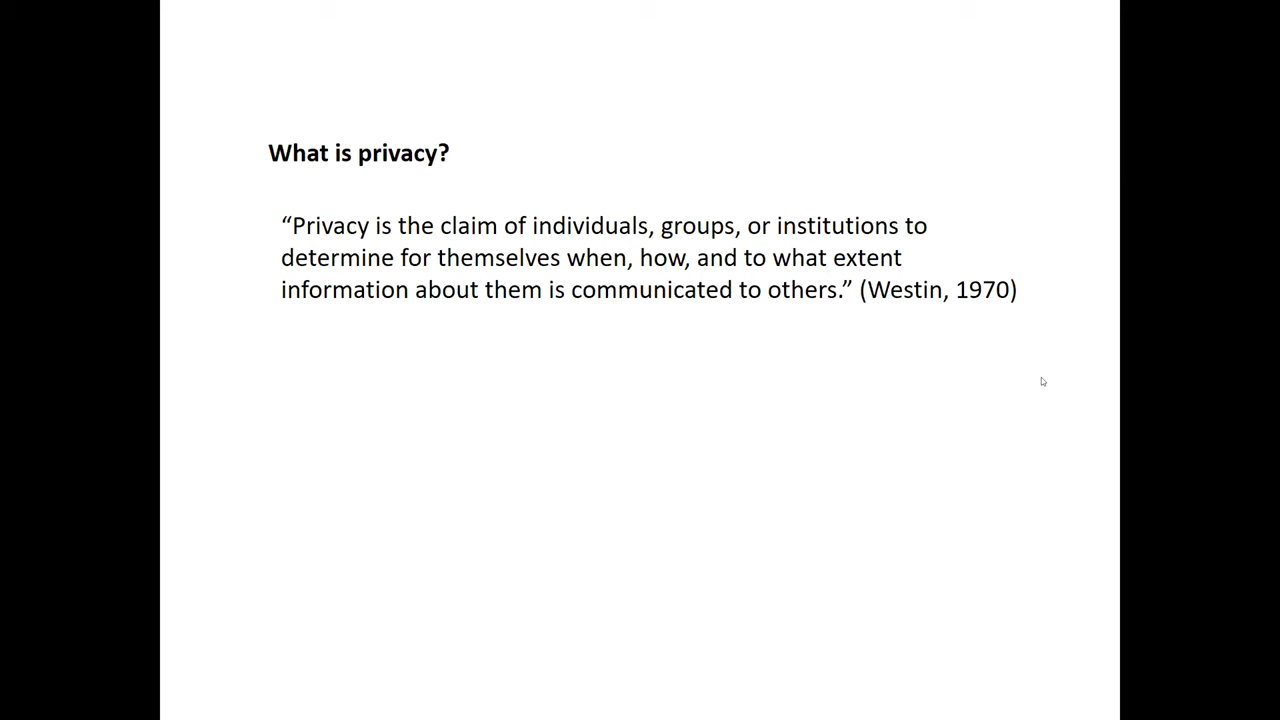 What is privacy?
“Privacy is the claim of individuals, groups, or institutions to
determine for themselves when, how, and to what extent
information about them is communicated to others.” (Westin, 1970)